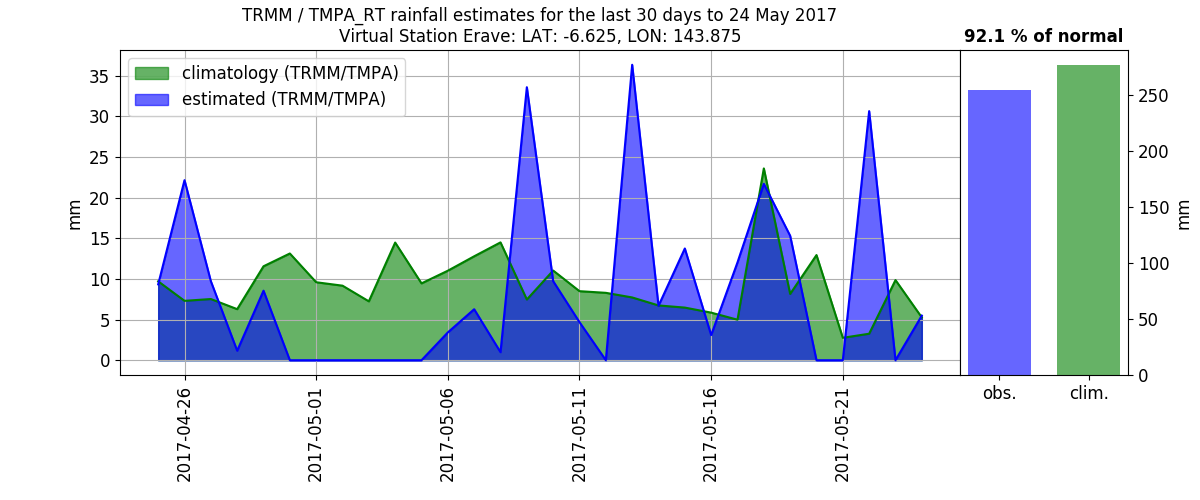 TRMM / TMPA_RT rainfall estimates for the last 30 days to 24 May 2017
Virtual Station Erave: LAT: -6.625, LON: 143.875
92.1 % of normal
climatology (TRMM/TMPA)
estimated (TRMM/TMPA)
35
30
25
20
15
10
5
0
mm
2017-04-26
2017-05-01
2017-05-06
2017-05-11
2017-05-16
2017-05-21
250
200
150
100
50
0
mm
obs.
clim.